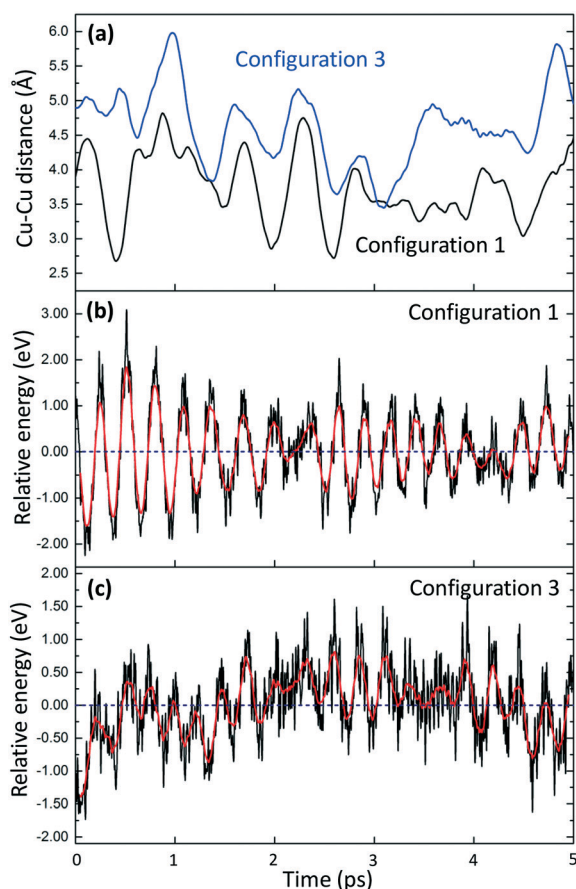 (a)
Configuration 3
Configuration 1
Cu-Cu distance (Å)
6.0
5.5
5.0
4.5
4.0
3.5
3.0
2.5
(b)
Configuration 1
Relative energy (eV)
3.00
2.00
1.00
0.00
-1.00
-2.00
(c)
Configuration 3
Relative energy (eV)
2.00
1.50
1.00
0.50
0.00
-0.50
-1.00
-1.50
2.00
0 1 2 3 4 5
Time (ps)